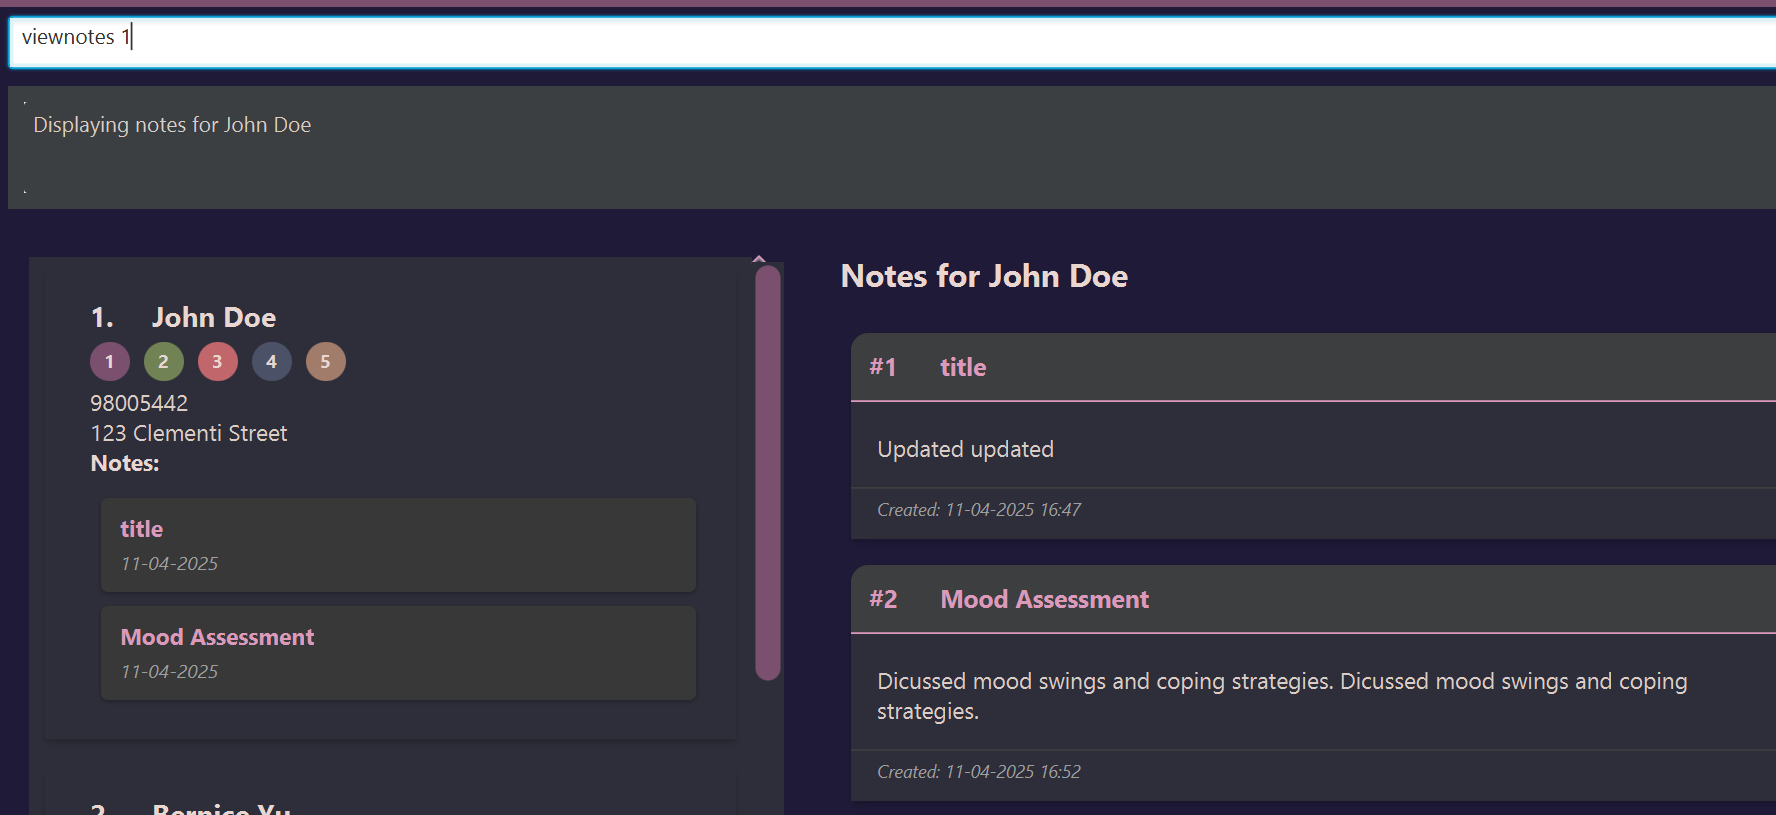 viewnotes 1
Displaying notes for John Doe
1. John Doe
1 2 3 4 5
98005442
123 Clementi Street
Notes:
title
11-04-2025
Mood Assessment
11-04-2025
2. Bernice Yu
Notes for John Doe
#1 title
Updated updated
Created: 11-04-2025 16:47
#2 Mood Assessment
Dicussed mood swings and coping strategies. Dicussed mood swings and coping
strategies.
Created: 11-04-2025 16:52